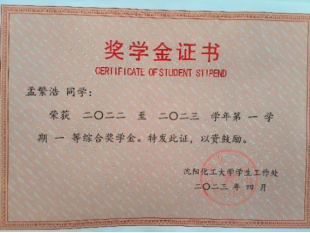 奖学金证书
CERTIFICATE OF STUDENT STIPEND
孟繁浩 同学:
荣获 二〇二二 至 二〇二三 学年第一学
期 一 等综合奖学金。特发此证，以资鼓励。
沈阳化工大学学生工作处
二〇二三年 四月